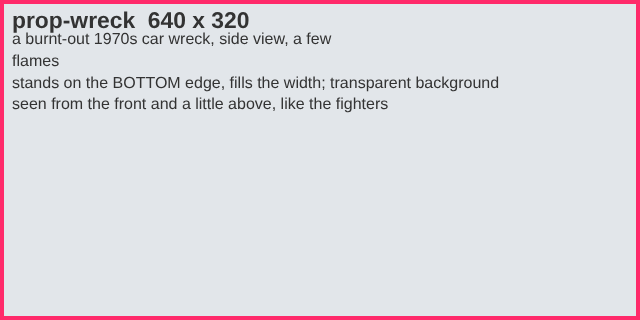 prop-wreck  640 x 320
a burnt-out 1970s car wreck, side view, a few
flames
stands on the BOTTOM edge, fills the width; transparent background
seen from the front and a little above, like the fighters